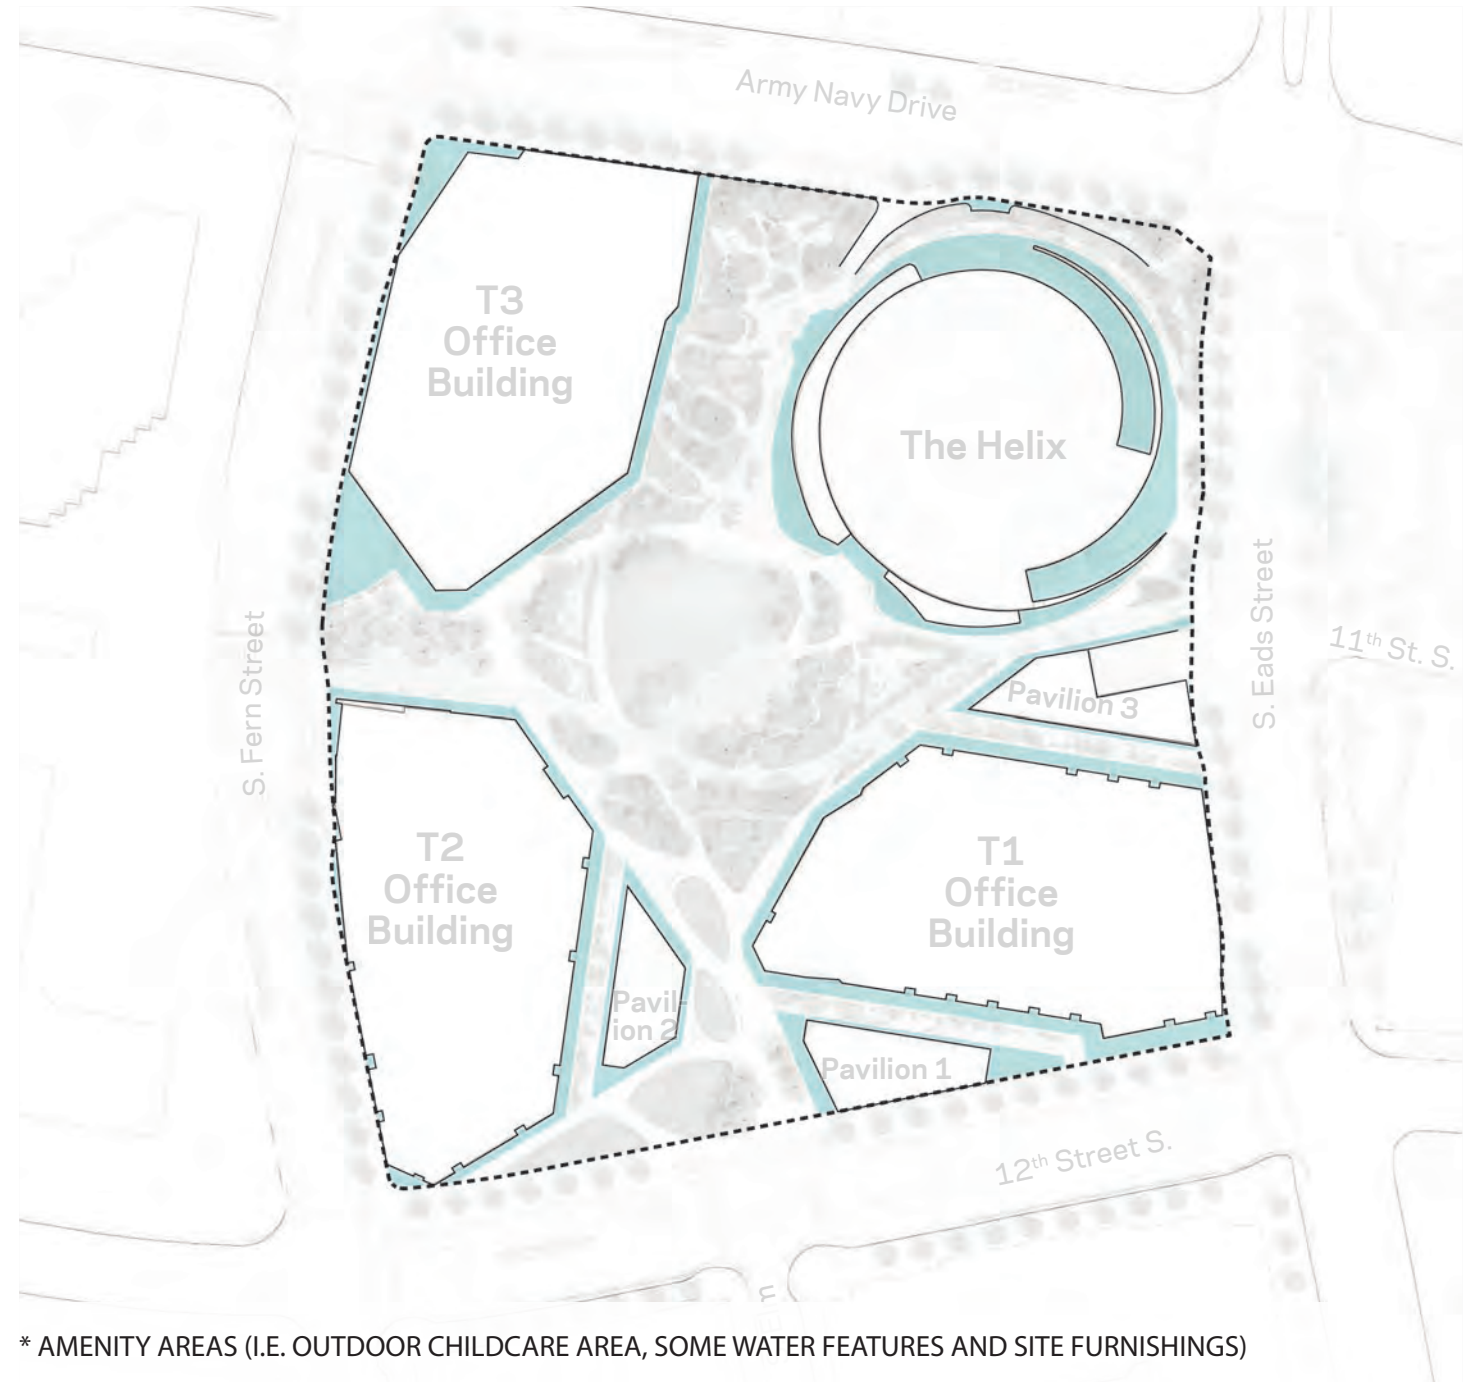 Army Navy Drive
T3
Office
Building
The Helix
S. Eads Street
11th St. S.
S. Fern Street
Pavilion 3
T2
Office
Building
T1
Office
Building
Pavil-
ion 2
Pavilion 1
12th Street S.
* AMENITY AREAS (I.E. OUTDOOR CHILDCARE AREA, SOME WATER FEATURES AND SITE FURNISHINGS)